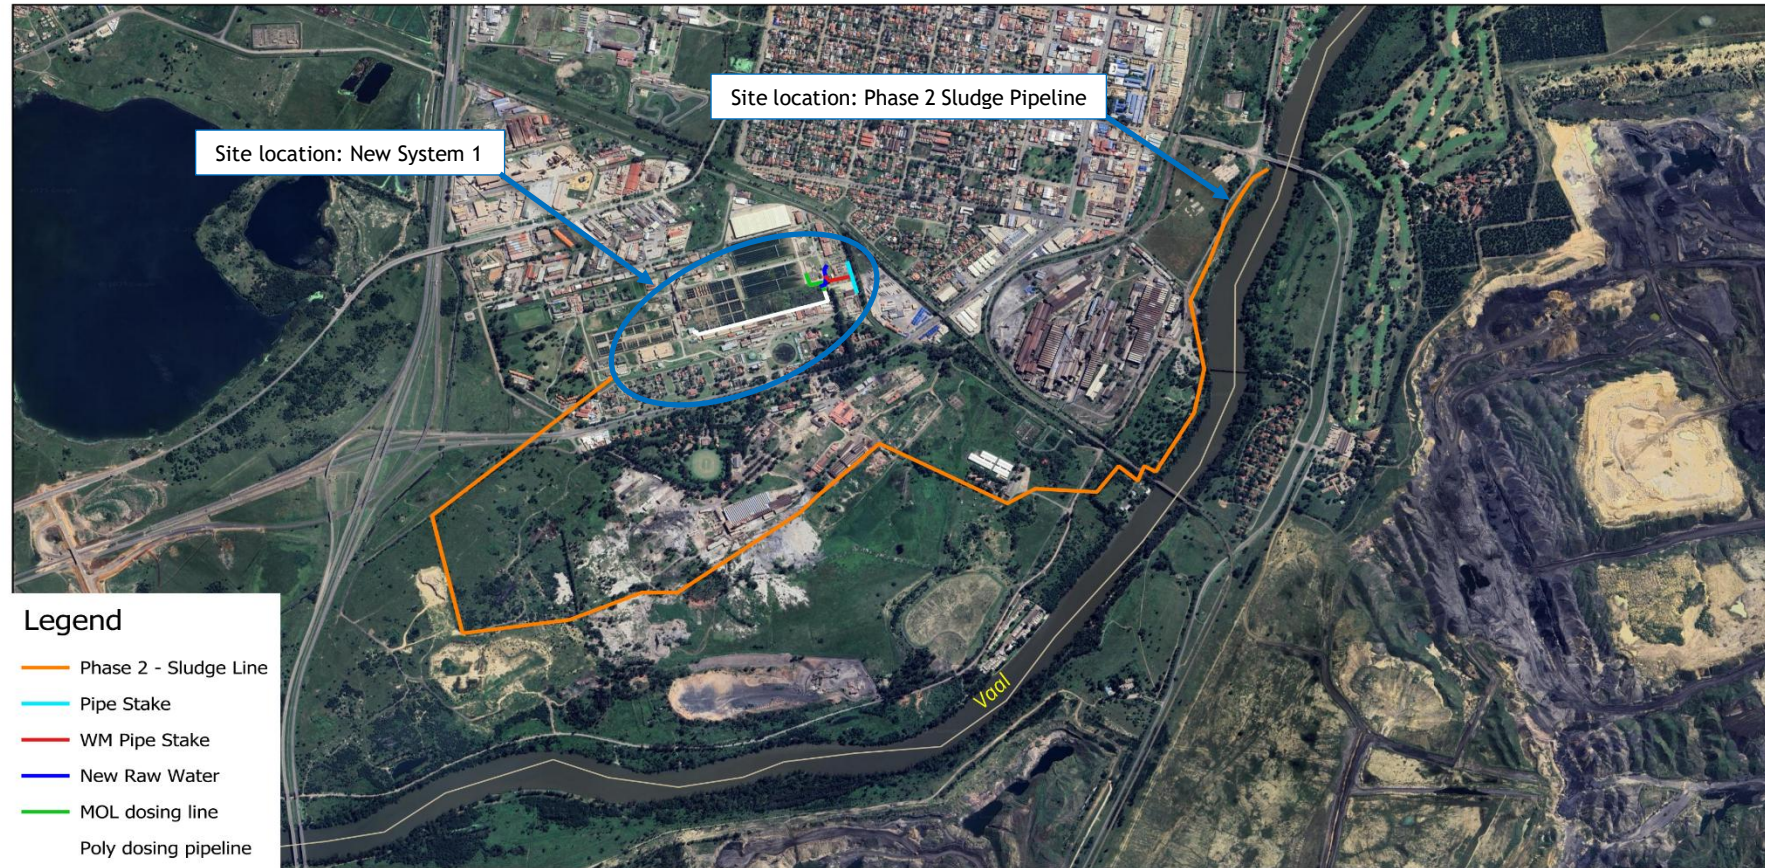 Site location: Phase 2 Sludge Pipeline
Site location: New System 1
Vaal
Legend
Phase 2 - Sludge Line
Pipe Stake
WM Pipe Stake
New Raw Water
MOL dosing line
Poly dosing pipeline